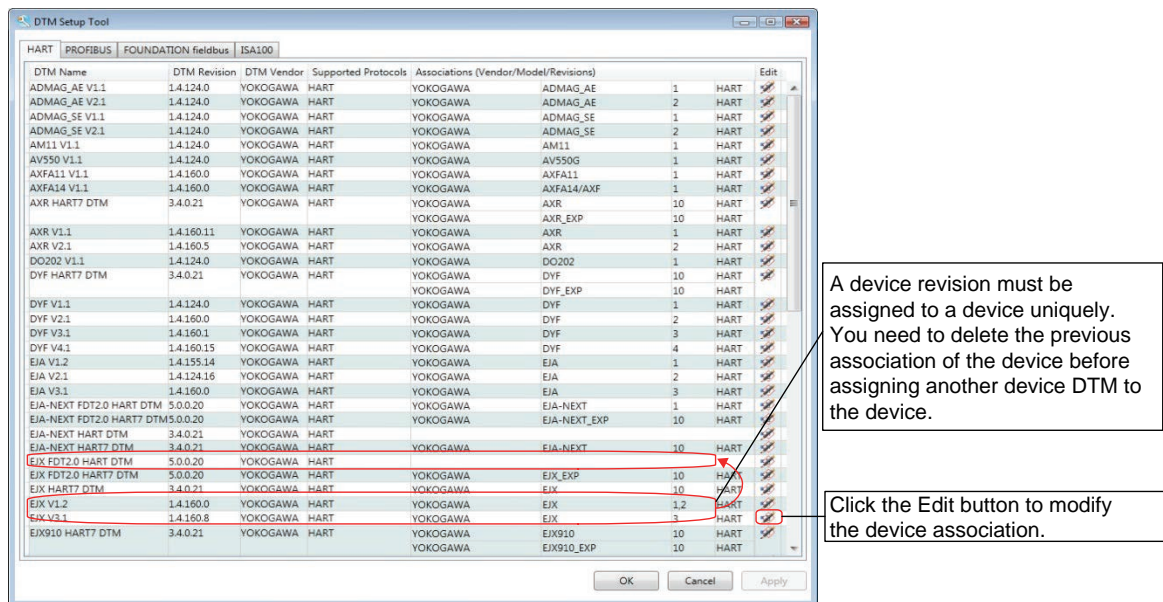 DTM Setup Tool
HART PROFIBUS FOUNDATION fieldbus ISA100
DTM Name DTM Revision DTM Vendor Supported Protocols Associations (Vendor/Model/Revisions) Edit
ADMAG_AE V1.1 1.4.124.0 YOKOGAWA HART YOKOGAWA ADMAG_AE 1 HART
ADMAG_AE V2.1 1.4.124.0 YOKOGAWA HART YOKOGAWA ADMAG_AE 2 HART
ADMAG_SE V1.1 1.4.124.0 YOKOGAWA HART YOKOGAWA ADMAG_SE 1 HART
ADMAG_SE V2.1 1.4.124.0 YOKOGAWA HART YOKOGAWA ADMAG_SE 2 HART
AM11 V1.1 1.4.124.0 YOKOGAWA HART YOKOGAWA AM11 1 HART
AV550 V1.1 1.4.124.0 YOKOGAWA HART YOKOGAWA AV550G 1 HART
AXFA11 V1.1 1.4.160.0 YOKOGAWA HART YOKOGAWA AXFA11 1 HART
AXFA14 V1.1 1.4.160.0 YOKOGAWA HART YOKOGAWA AXFA14/AXF 1 HART
AXR HART7 DTM 3.4.0.21 YOKOGAWA HART YOKOGAWA AXR 10 HART
YOKOGAWA AXR_EXP 10 HART
AXR V1.1 1.4.160.11 YOKOGAWA HART YOKOGAWA AXR 1 HART
AXR V2.1 1.4.160.5 YOKOGAWA HART YOKOGAWA AXR 2 HART
DO202 V1.1 1.4.124.0 YOKOGAWA HART YOKOGAWA DO202 1 HART
DYF HART7 DTM 3.4.0.21 YOKOGAWA HART YOKOGAWA DYF 10 HART
YOKOGAWA DYF_EXP 10 HART
DYF V1.1 1.4.124.0 YOKOGAWA HART YOKOGAWA DYF 1 HART
DYF V2.1 1.4.160.0 YOKOGAWA HART YOKOGAWA DYF 2 HART
DYF V3.1 1.4.160.1 YOKOGAWA HART YOKOGAWA DYF 3 HART
DYF V4.1 1.4.160.15 YOKOGAWA HART YOKOGAWA DYF 4 HART
EJA V1.2 1.4.155.14 YOKOGAWA HART YOKOGAWA EJA 1 HART
EJA V2.1 1.4.124.16 YOKOGAWA HART YOKOGAWA EJA 2 HART
EJA V3.1 1.4.160.0 YOKOGAWA HART YOKOGAWA EJA 3 HART
EJA-NEXT FDT2.0 HART DTM 5.0.0.20 YOKOGAWA HART YOKOGAWA EJA-NEXT 1 HART
EJA-NEXT FDT2.0 HART7 DTM 5.0.0.20 YOKOGAWA HART YOKOGAWA EJA-NEXT_EXP 10 HART
EJA-NEXT HART DTM 3.4.0.21 YOKOGAWA HART
EJA-NEXT HART7 DTM 3.4.0.21 YOKOGAWA HART YOKOGAWA EJA-NEXT 10 HART
EJX FDT2.0 HART DTM 5.0.0.20 YOKOGAWA HART
EJX FDT2.0 HART7 DTM 5.0.0.20 YOKOGAWA HART YOKOGAWA EJX_EXP 10 HART
EJX HART7 DTM 3.4.0.21 YOKOGAWA HART YOKOGAWA EJX 10 HART
EJX V1.2 1.4.160.0 YOKOGAWA HART YOKOGAWA EJX 1,2 HART
EJX V3.1 1.4.160.8 YOKOGAWA HART YOKOGAWA EJX 3 HART
EJX910 HART7 DTM 3.4.0.21 YOKOGAWA HART YOKOGAWA EJX910 10 HART
YOKOGAWA EJX910_EXP 10 HART
OK Cancel Apply
A device revision must be
assigned to a device uniquely.
You need to delete the previous
association of the device before
assigning another device DTM to
the device.
Click the Edit button to modify
the device association.